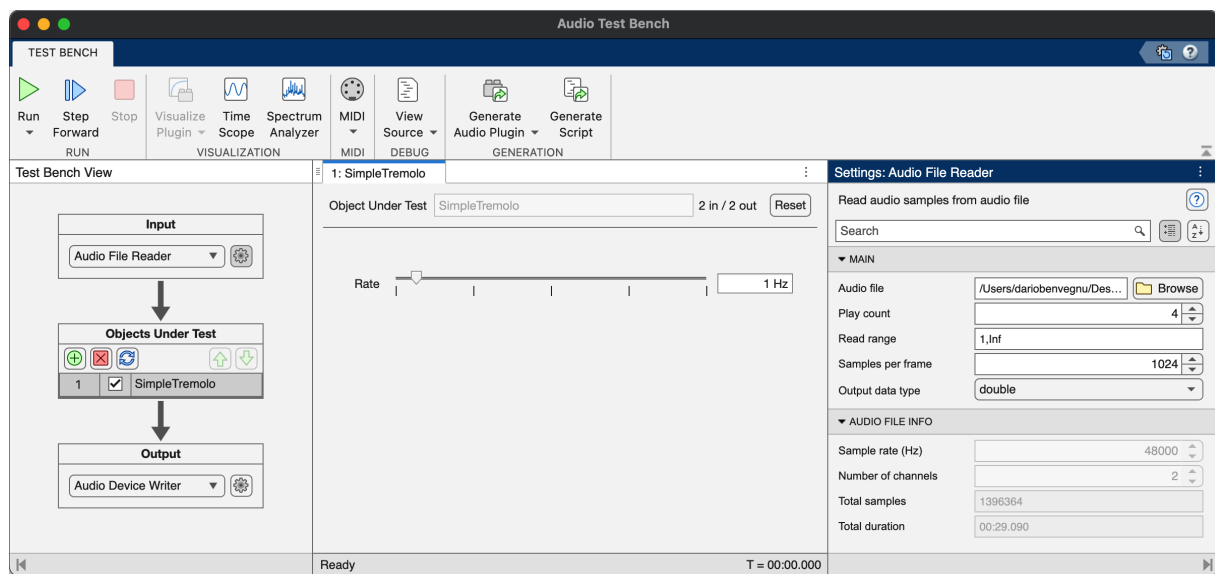 Audio Test Bench
TEST BENCH
?
Run
Step Forward
Stop
Visualize Plugin
Time Scope
Spectrum Analyzer
MIDI
View Source
Generate Audio Plugin
Generate Script
RUN
VISUALIZATION
MIDI
DEBUG
GENERATION
Test Bench View
Input
Audio File Reader
Objects Under Test
1 SimpleTremolo
Output
Audio Device Writer
1: SimpleTremolo
Object Under Test SimpleTremolo 2 in / 2 out Reset
Rate 1 Hz
Ready T = 00:00.000
Settings: Audio File Reader
Read audio samples from audio file ?
Search A Z
MAIN
Audio file /Users/dariobenvegnu/Des... Browse
Play count 4
Read range 1,Inf
Samples per frame 1024
Output data type double
AUDIO FILE INFO
Sample rate (Hz) 48000
Number of channels 2
Total samples 1396364
Total duration 00:29.090